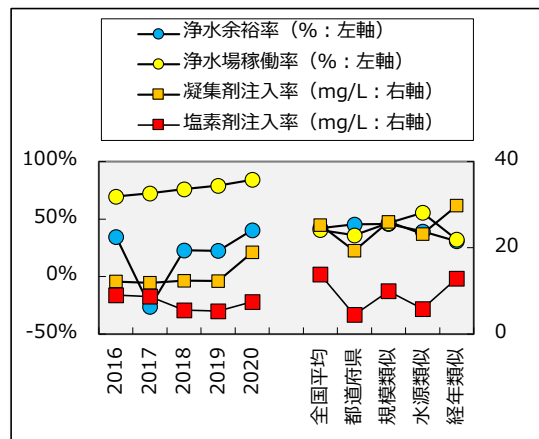 浄水余裕率（%：左軸）
浄水場稼働率（%：左軸）
凝集剤注入率（mg/L：右軸）
塩素剤注入率（mg/L：右軸）
100%
50%
0%
-50%
40
20
0
2016
2017
2018
2019
2020
全国平均
都道府県
規模類似
水源類似
経年類似